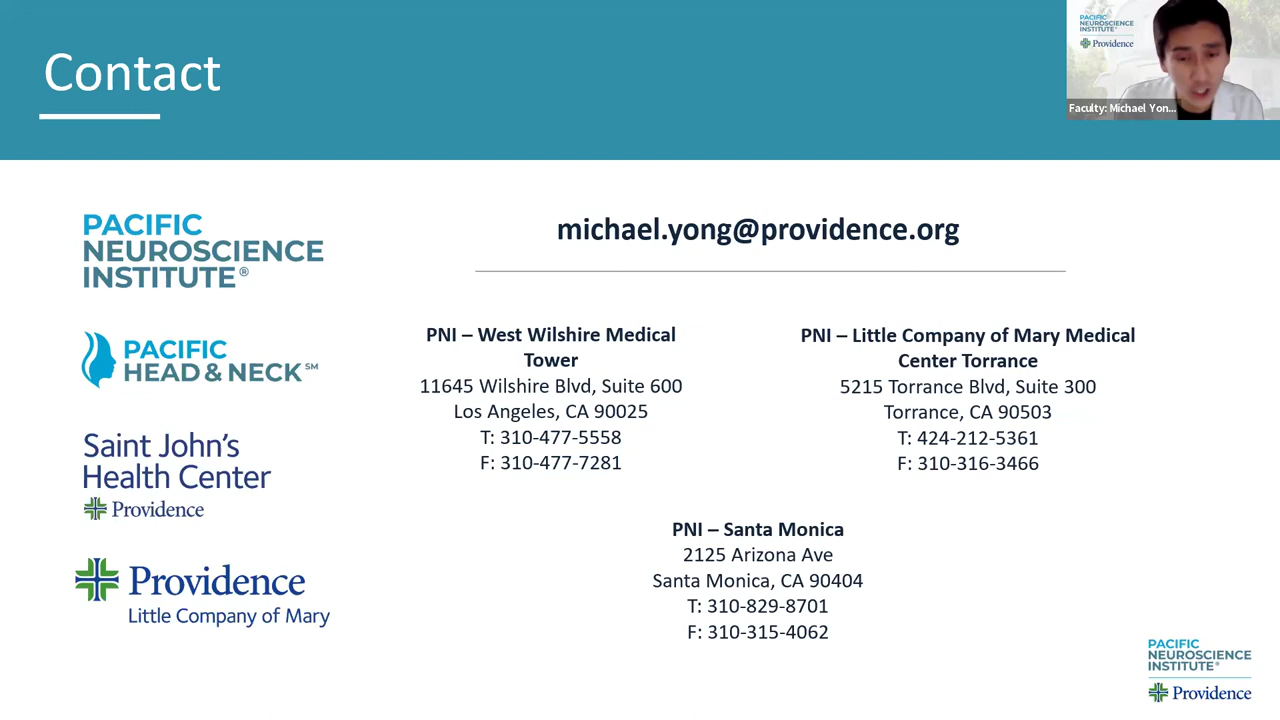 Contact
PACIFIC
NEUROSCIENCE
INSTITUTE®
Providence
Faculty: Michael Yon...
PACIFIC
NEUROSCIENCE
INSTITUTE®
PACIFIC
HEAD & NECK℠
Saint John's
Health Center
Providence
Providence
Little Company of Mary
michael.yong@providence.org
PNI – West Wilshire Medical
Tower
11645 Wilshire Blvd, Suite 600
Los Angeles, CA 90025
T: 310-477-5558
F: 310-477-7281
PNI – Little Company of Mary Medical
Center Torrance
5215 Torrance Blvd, Suite 300
Torrance, CA 90503
T: 424-212-5361
F: 310-316-3466
PNI – Santa Monica
2125 Arizona Ave
Santa Monica, CA 90404
T: 310-829-8701
F: 310-315-4062
PACIFIC
NEUROSCIENCE
INSTITUTE®
Providence